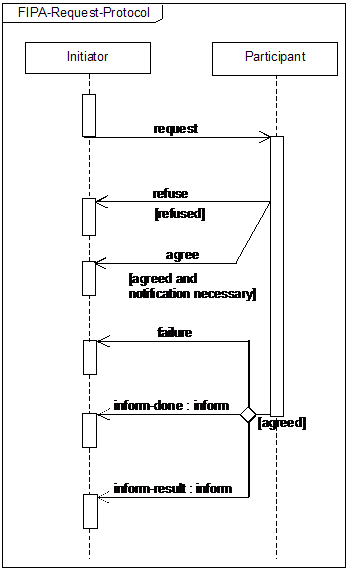 FIPA-Request-Protocol
Initiator
Participant
request
refuse
[refused]
agree
[agreed and
notification necessary]
failure
inform-done : inform
[agreed]
inform-result : inform